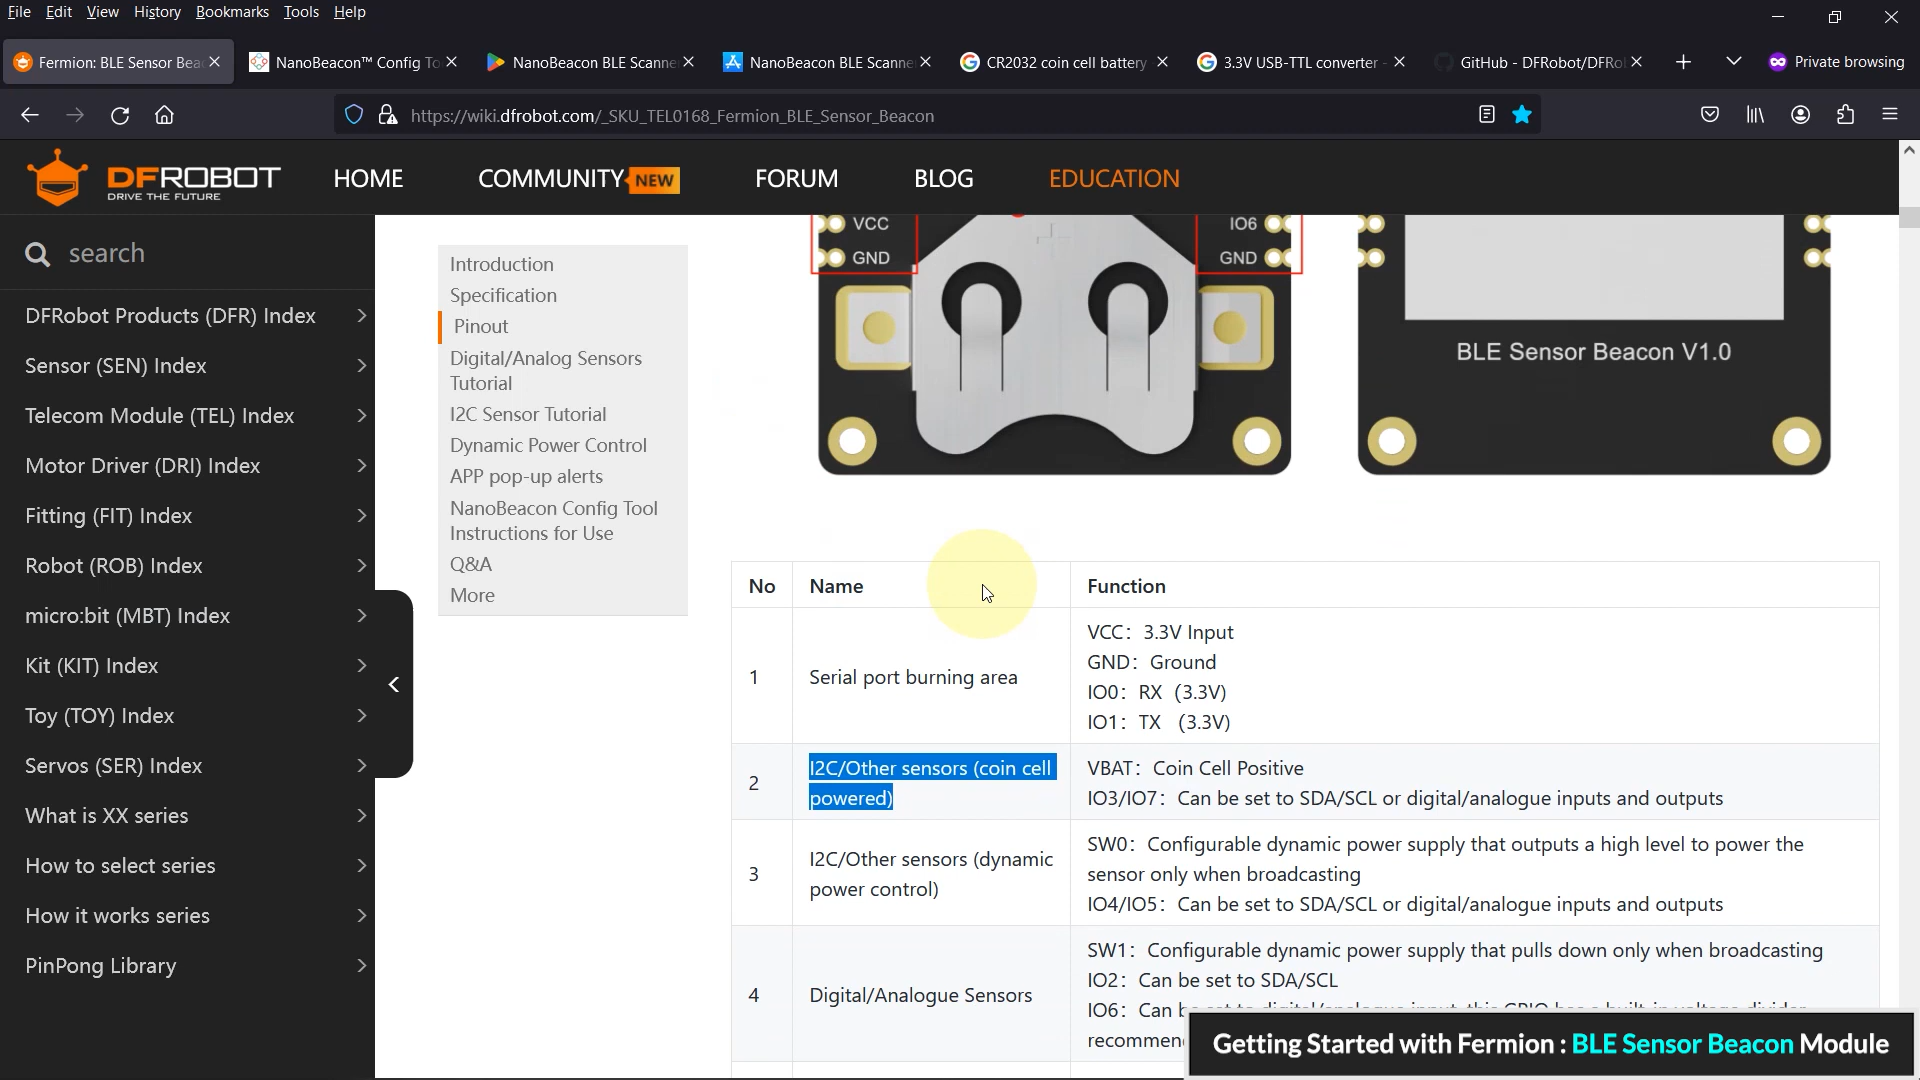 File Edit View History Bookmarks Tools Help
Fermion: BLE Sensor Bea
NanoBeacon™ Config To
NanoBeacon BLE Scanne
NanoBeacon BLE Scanne
CR2032 coin cell battery
3.3V USB-TTL converter -
GitHub - DFRobot/DFRo
Private browsing
https://wiki.dfrobot.com/_SKU_TEL0168_Fermion_BLE_Sensor_Beacon
DFROBOT
DRIVE THE FUTURE
HOME
COMMUNITY NEW
FORUM
BLOG
EDUCATION
search
DFRobot Products (DFR) Index
Sensor (SEN) Index
Telecom Module (TEL) Index
Motor Driver (DRI) Index
Fitting (FIT) Index
Robot (ROB) Index
micro:bit (MBT) Index
Kit (KIT) Index
Toy (TOY) Index
Servos (SER) Index
What is XX series
How to select series
How it works series
PinPong Library
Introduction
Specification
Pinout
Digital/Analog Sensors
Tutorial
I2C Sensor Tutorial
Dynamic Power Control
APP pop-up alerts
NanoBeacon Config Tool
Instructions for Use
Q&A
More
VCC
GND
IO6
GND
BLE Sensor Beacon V1.0
No Name Function
1 Serial port burning area
VCC: 3.3V Input
GND: Ground
IO0: RX (3.3V)
IO1: TX (3.3V)
2 I2C/Other sensors (coin cell
powered)
VBAT: Coin Cell Positive
IO3/IO7: Can be set to SDA/SCL or digital/analogue inputs and outputs
3 I2C/Other sensors (dynamic
power control)
SW0: Configurable dynamic power supply that outputs a high level to power the
sensor only when broadcasting
IO4/IO5: Can be set to SDA/SCL or digital/analogue inputs and outputs
4 Digital/Analogue Sensors
SW1: Configurable dynamic power supply that pulls down only when broadcasting
IO2: Can be set to SDA/SCL
IO6: Can
recommen
Getting Started with Fermion : BLE Sensor Beacon Module